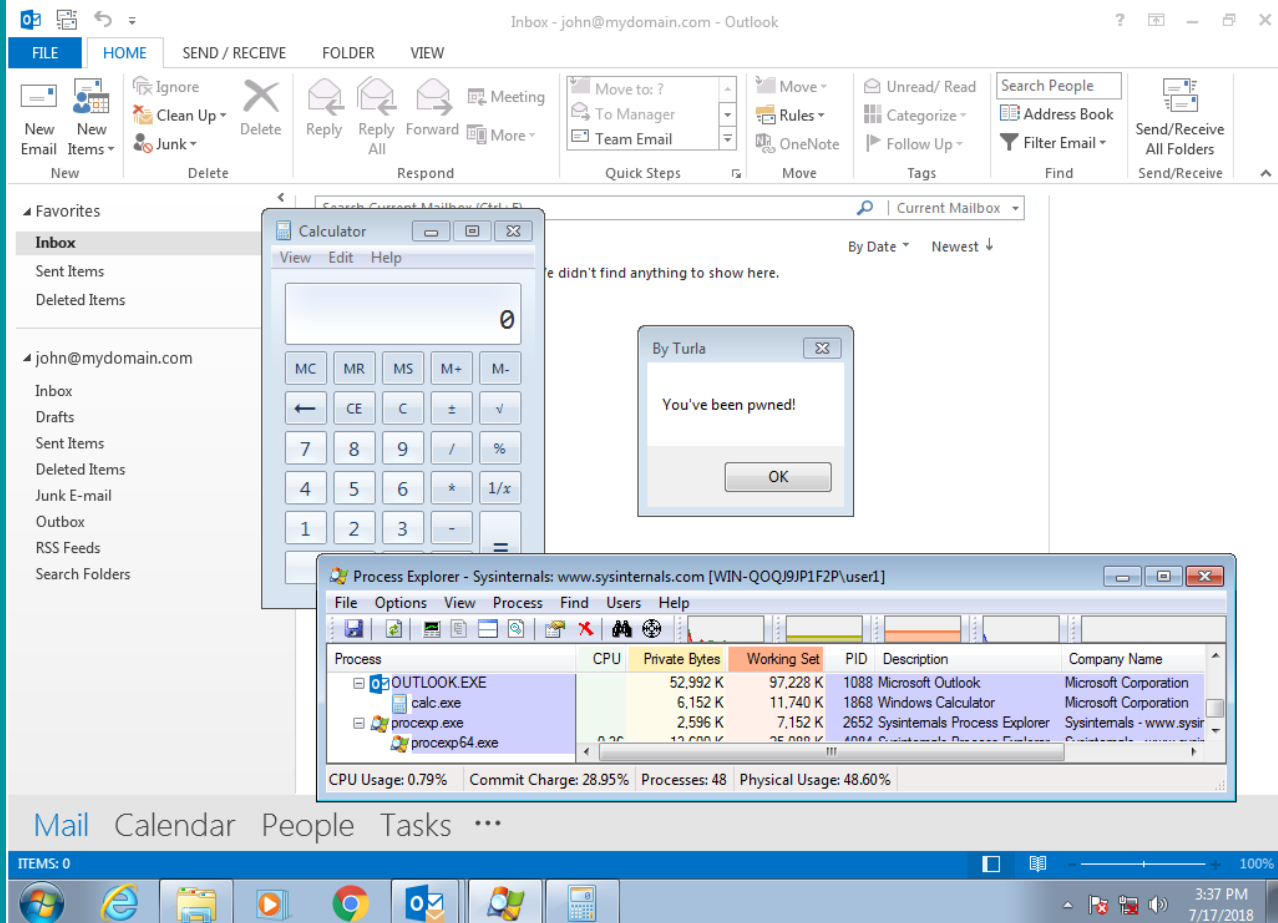 Inbox - john@mydomain.com - Outlook
FILE HOME SEND / RECEIVE FOLDER VIEW
New Email
New Items
Ignore
Clean Up
Junk
Delete
Reply
Reply All
Forward
Meeting
More
Move to: ?
To Manager
Team Email
Move
Rules
OneNote
Unread/ Read
Categorize
Follow Up
Search People
Address Book
Filter Email
Send/Receive All Folders
New Delete Respond Quick Steps Move Tags Find Send/Receive
Favorites
Inbox
Sent Items
Deleted Items
john@mydomain.com
Inbox
Drafts
Sent Items
Deleted Items
Junk E-mail
Outbox
RSS Feeds
Search Folders
Search Current Mailbox (Ctrl+E)
Current Mailbox
By Date Newest
didn't find anything to show here.
Calculator
View Edit Help
0
MC MR MS M+ M-
← CE C ± √
7 8 9 / %
4 5 6 * 1/x
1 2 3 - =
By Turla
You've been pwned!
OK
Process Explorer - Sysinternals: www.sysinternals.com [WIN-QOQJ9JP1F2P\user1]
File Options View Process Find Users Help
Process CPU Private Bytes Working Set PID Description Company Name
OUTLOOK.EXE 52,992 K 97,228 K 1088 Microsoft Outlook Microsoft Corporation
calc.exe 6,152 K 11,740 K 1868 Windows Calculator Microsoft Corporation
procexp.exe 2,596 K 7,152 K 2652 Sysinternals Process Explorer Sysinternals - www.sysir
procexp64.exe
CPU Usage: 0.79% Commit Charge: 28.95% Processes: 48 Physical Usage: 48.60%
Mail Calendar People Tasks •••
ITEMS: 0
100%
3:37 PM
7/17/2018